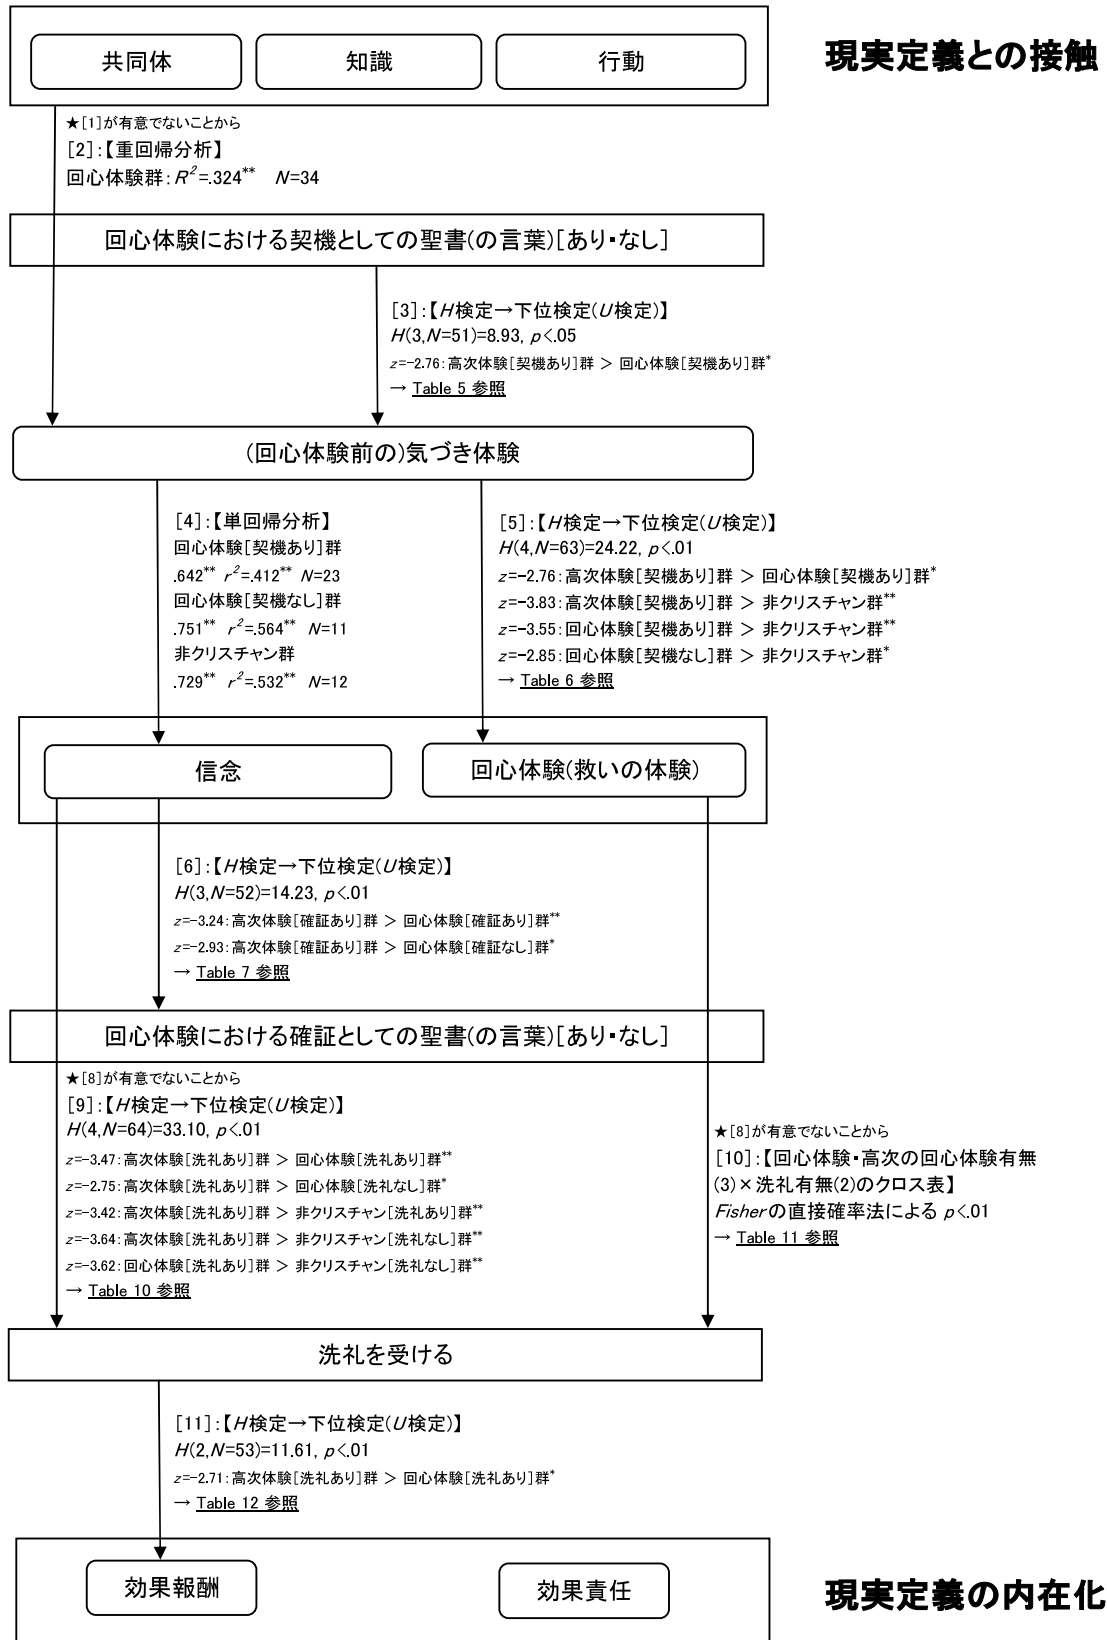 共同体
知識
行動
現実定義との接触
★[1]が有意でないことから
[2]:【重回帰分析】
回心体験群:R²=.324** N=34
回心体験における契機としての聖書(の言葉)[あり・なし]
[3]:【H検定→下位検定(U検定)】
H(3,N=51)=8.93, p<.05
z=-2.76:高次体験[契機あり]群 > 回心体験[契機あり]群*
→ Table 5 参照
(回心体験前の)気づき体験
[4]:【単回帰分析】
回心体験[契機あり]群
.642** r²=.412** N=23
回心体験[契機なし]群
.751** r²=.564** N=11
非クリスチャン群
.729** r²=.532** N=12
[5]:【H検定→下位検定(U検定)】
H(4,N=63)=24.22, p<.01
z=-2.76:高次体験[契機あり]群 > 回心体験[契機あり]群*
z=-3.83:高次体験[契機あり]群 > 非クリスチャン群**
z=-3.55:回心体験[契機あり]群 > 非クリスチャン群**
z=-2.85:回心体験[契機なし]群 > 非クリスチャン群*
→ Table 6 参照
信念
回心体験(救いの体験)
[6]:【H検定→下位検定(U検定)】
H(3,N=52)=14.23, p<.01
z=-3.24:高次体験[確証あり]群 > 回心体験[確証あり]群**
z=-2.93:高次体験[確証あり]群 > 回心体験[確証なし]群*
→ Table 7 参照
回心体験における確証としての聖書(の言葉)[あり・なし]
★[8]が有意でないことから
[9]:【H検定→下位検定(U検定)】
H(4,N=64)=33.10, p<.01
z=-3.47:高次体験[洗礼あり]群 > 回心体験[洗礼あり]群**
z=-2.75:高次体験[洗礼あり]群 > 回心体験[洗礼なし]群*
z=-3.42:高次体験[洗礼あり]群 > 非クリスチャン[洗礼あり]群**
z=-3.64:高次体験[洗礼あり]群 > 非クリスチャン[洗礼なし]群**
z=-3.62:回心体験[洗礼あり]群 > 非クリスチャン[洗礼なし]群**
→ Table 10 参照
★[8]が有意でないことから
[10]:【回心体験・高次の回心体験有無
(3)×洗礼有無(2)のクロス表】
Fisherの直接確率法による p<.01
→ Table 11 参照
洗礼を受ける
[11]:【H検定→下位検定(U検定)】
H(2,N=53)=11.61, p<.01
z=-2.71:高次体験[洗礼あり]群 > 回心体験[洗礼あり]群*
→ Table 12 参照
効果報酬
効果責任
現実定義の内在化